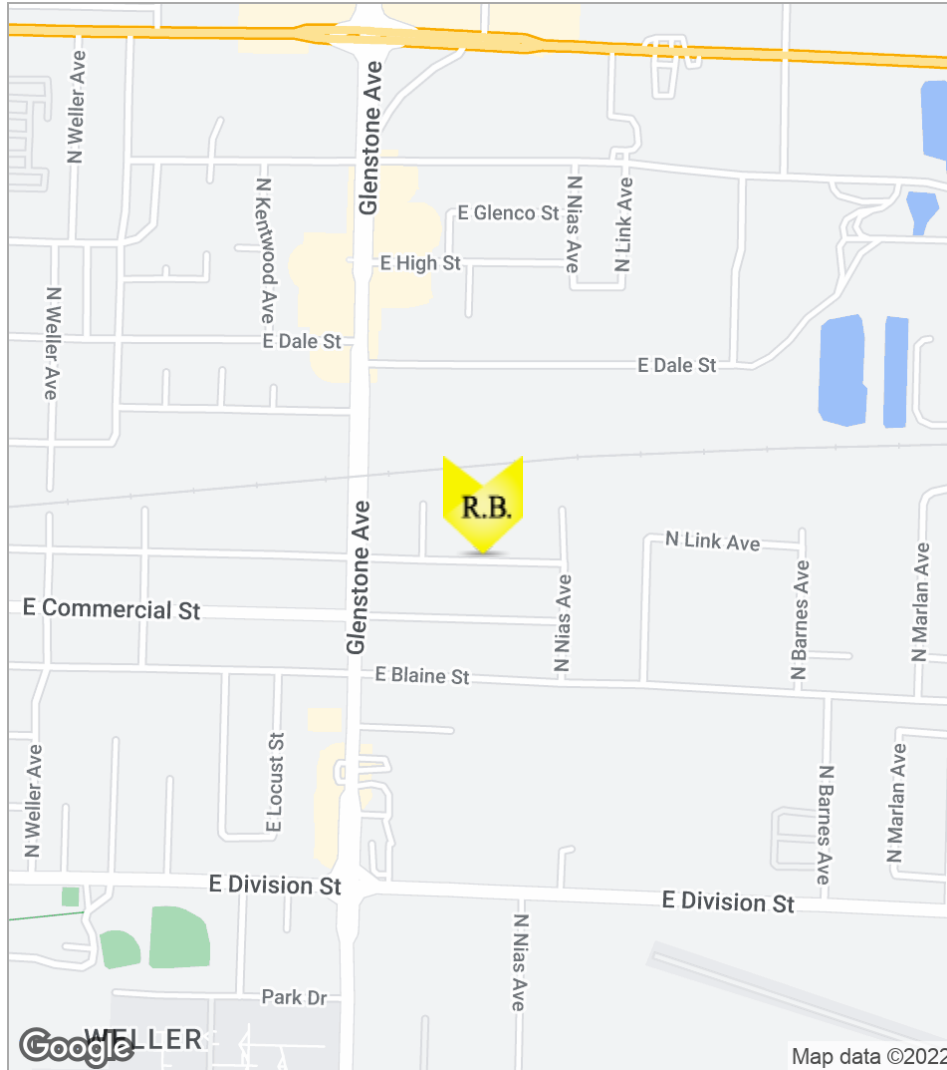 N Weller Ave
Glenstone Ave
N Kentwood Ave
E Glenco St
N Nias Ave
N Link Ave
E High St
N Weller Ave
E Dale St
E Dale St
R.B.
Glenstone Ave
N Link Ave
E Commercial St
N Nias Ave
N Barnes Ave
N Marlan Ave
E Blaine St
N Weller Ave
E Locust St
N Barnes Ave
N Marlan Ave
E Division St
E Division St
N Nias Ave
Park Dr
WELLER
Google
Map data ©2022